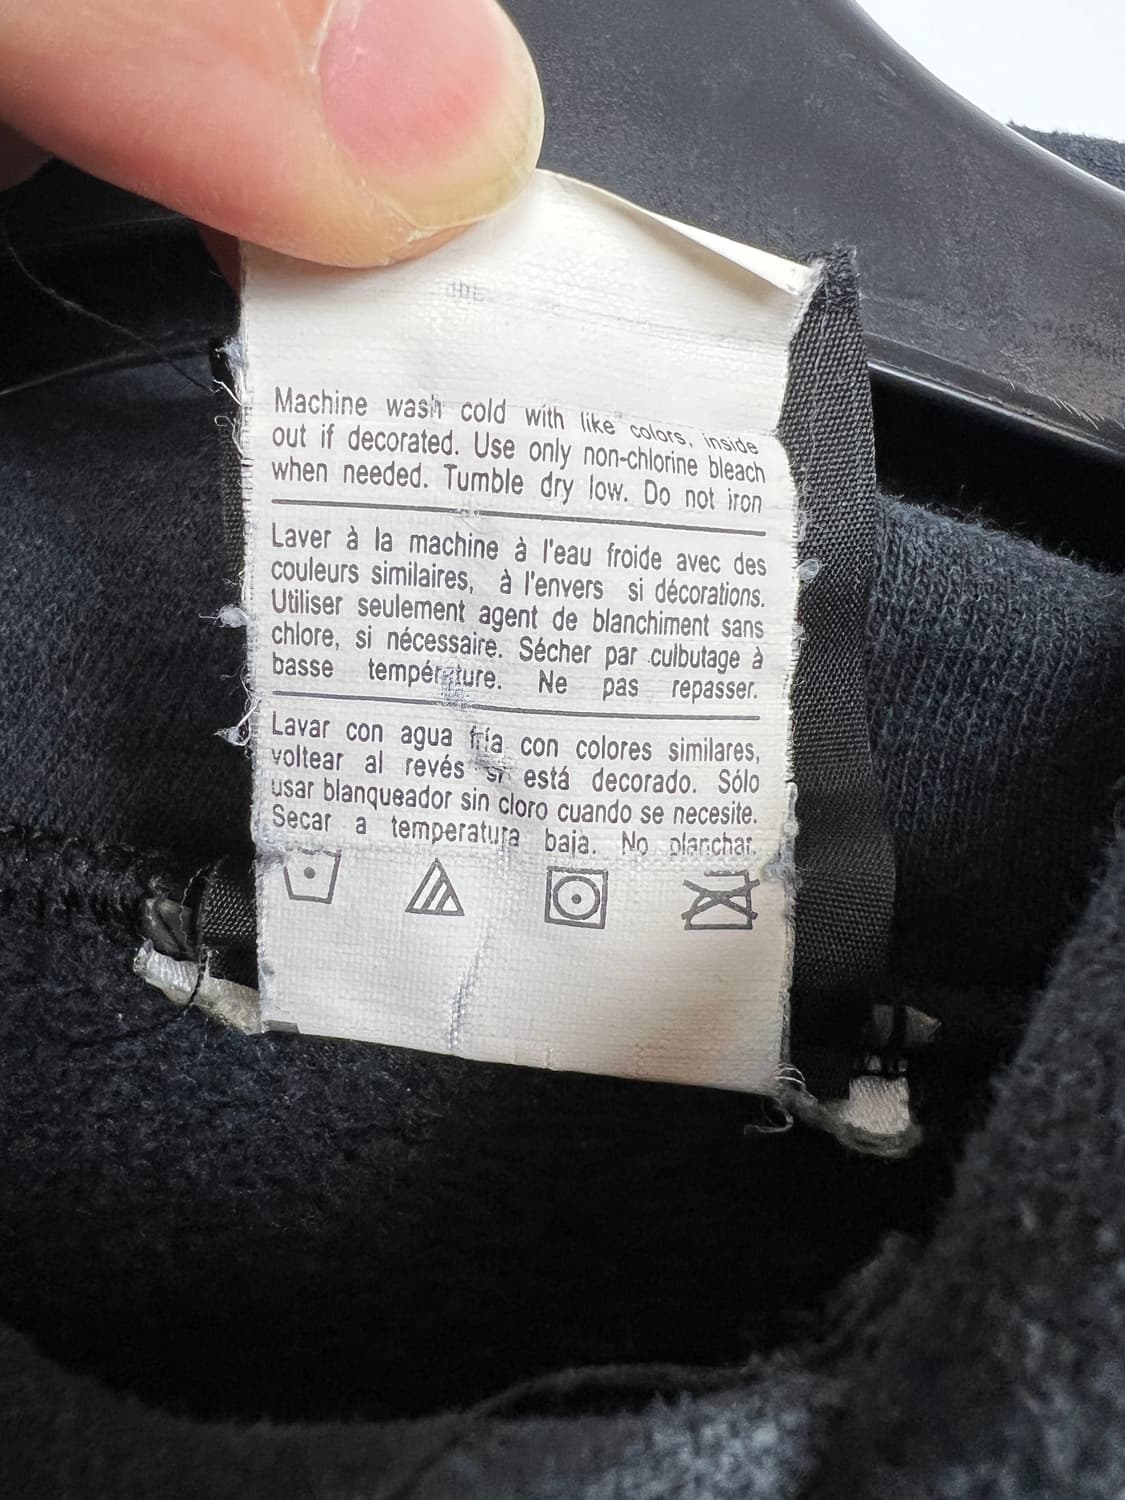 Machine wash cold with like colors, inside
out if decorated. Use only non-chlorine bleach
when needed. Tumble dry low. Do not iron
Laver à la machine à l'eau froide avec des
couleurs similaires, à l'envers si décorations.
Utiliser seulement agent de blanchiment sans
chlore, si nécessaire. Sécher par culbutage à
basse température. Ne pas repasser.
Lavar con agua fría con colores similares,
voltear al revés si está decorado. Sólo
usar blanqueador sin cloro cuando se necesite.
Secar a temperatura baja. No planchar.